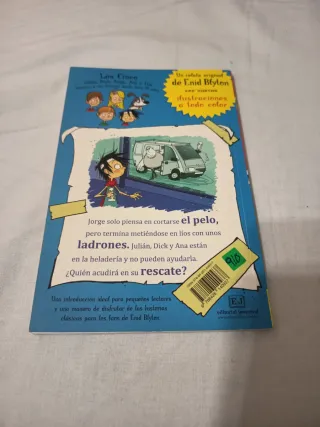 Los Cinco
Un relato original
de Enid Blyton
con nuevas
ilustraciones
a todo color
Jorge solo piensa en cortarse el pelo,
pero termina metiéndose en líos con unos
ladrones. Julián, Dick y Ana están
en la heladería y no pueden ayudarla.
¿Quién acudirá en su rescate?
Una introducción ideal para pequeños lectores
y una manera de disfrutar de las historias
clásicas para los fans de Enid Blyton
EJ
editorial juventud